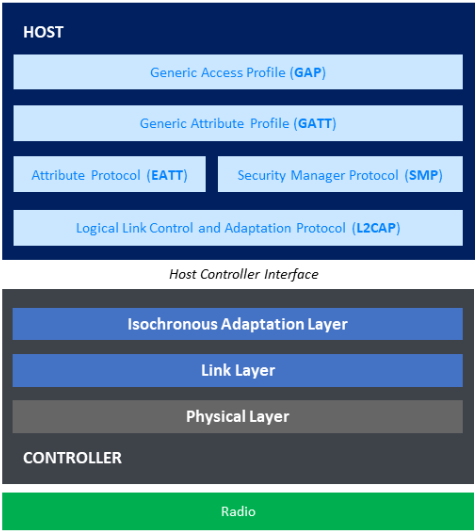 HOST
Generic Access Profile (GAP)
Generic Attribute Profile (GATT)
Attribute Protocol (EATT)
Security Manager Protocol (SMP)
Logical Link Control and Adaptation Protocol (L2CAP)
Host Controller Interface
Isochronous Adaptation Layer
Link Layer
Physical Layer
CONTROLLER
Radio